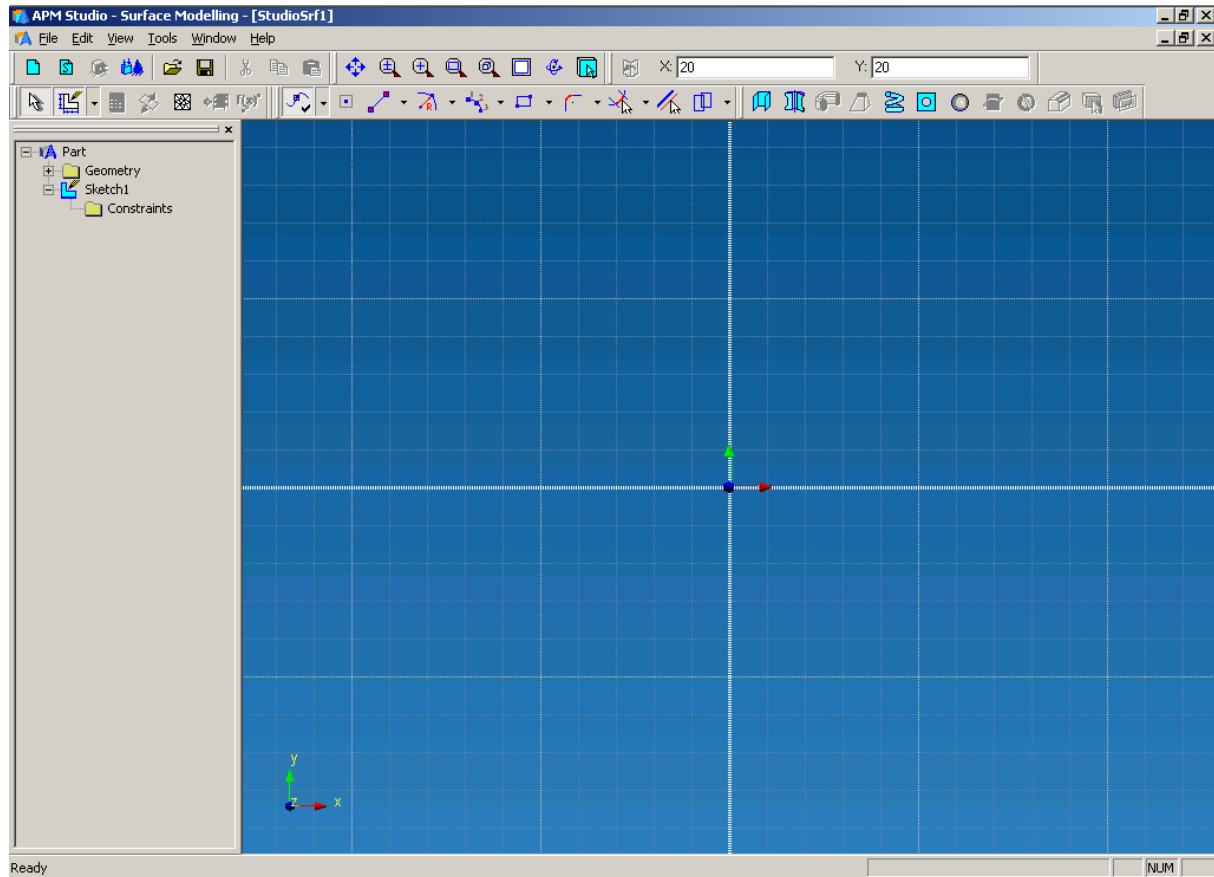 APM Studio - Surface Modelling - [StudioSrf1]
File Edit View Tools Window Help
X: 20 Y: 20
F(x)
Part
Geometry
Sketch1
Constraints
y
z x
Ready NUM